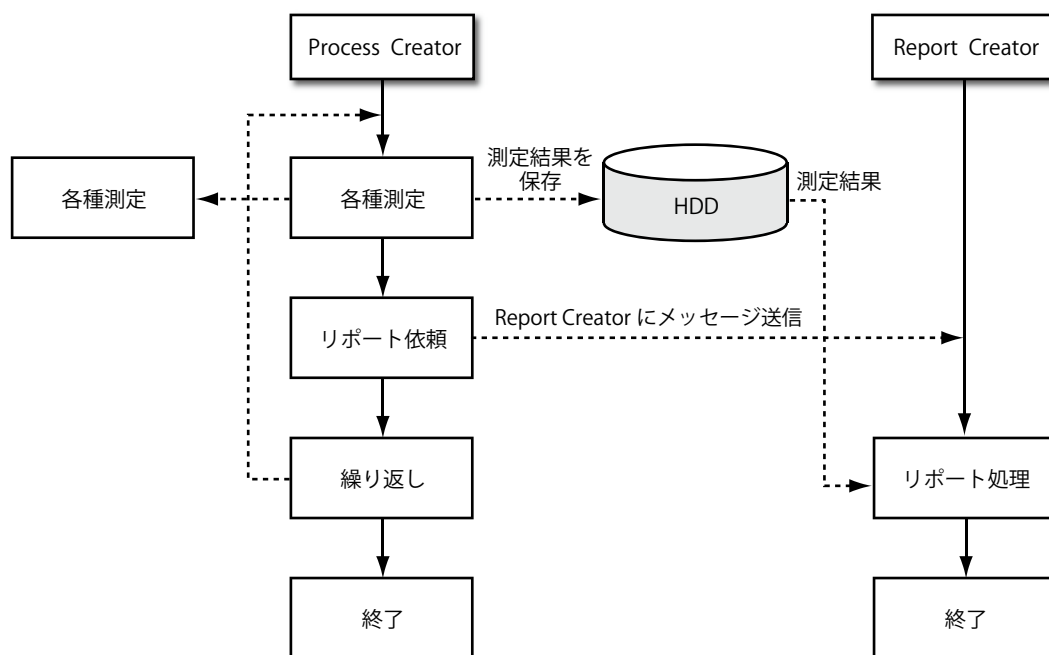 Process Creator
Report Creator
各種測定
各種測定
測定結果を
保存
HDD
測定結果
リポート依頼
Report Creator にメッセージ送信
繰り返し
リポート処理
終了
終了